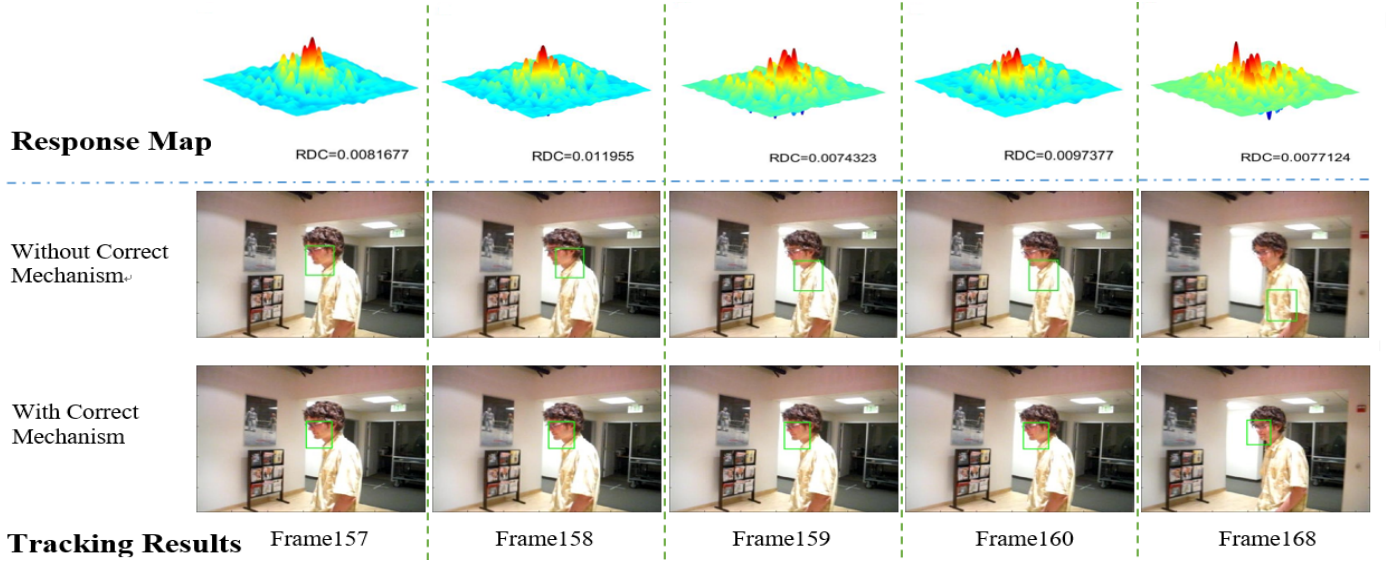 Response Map
RDC=0.0081677
RDC=0.011955
RDC=0.0074323
RDC=0.0097377
RDC=0.0077124
Without Correct
Mechanism↵
With Correct
Mechanism
Tracking Results
Frame157
Frame158
Frame159
Frame160
Frame168